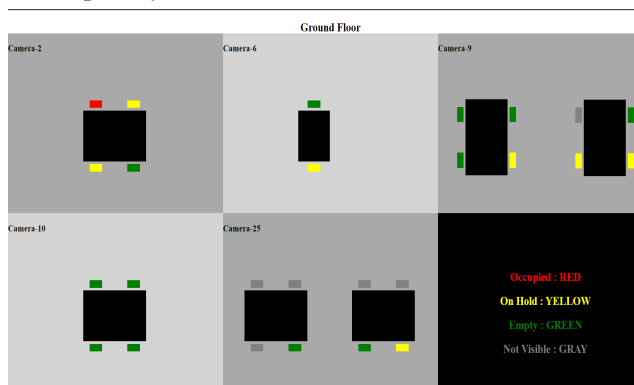 Ground Floor
Camera-2
Camera-6
Camera-9
Camera-10
Camera-25
Occupied : RED
On Hold : YELLOW
Empty : GREEN
Not Visible : GRAY